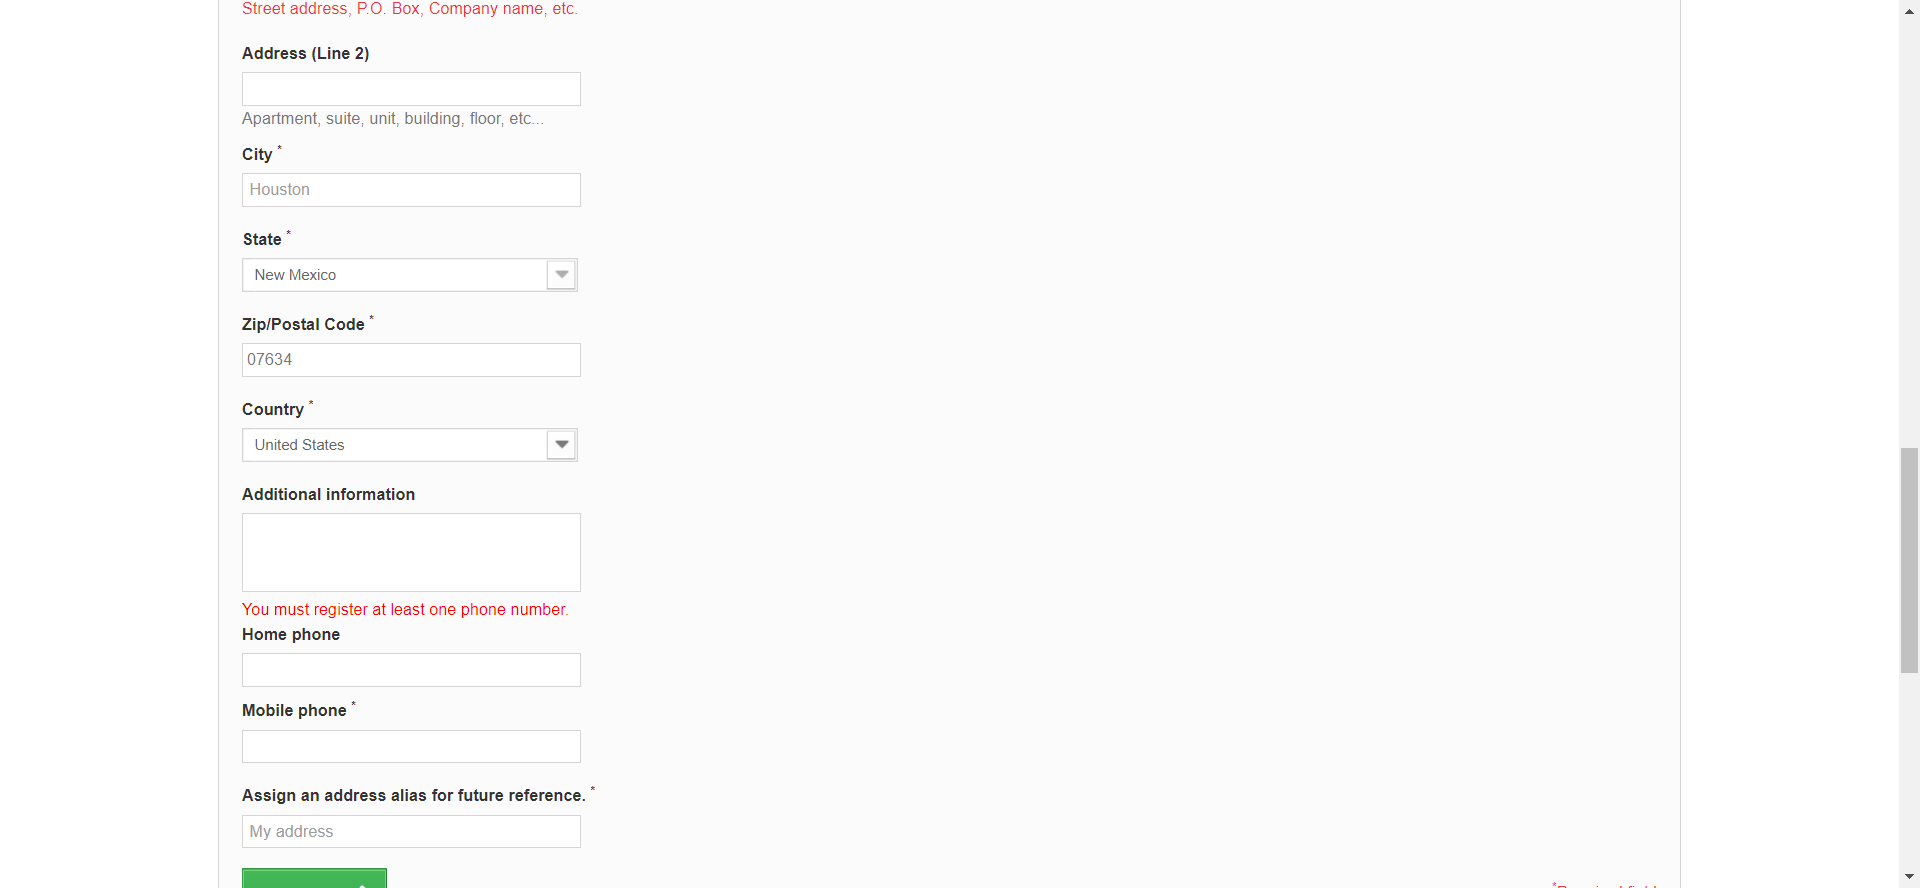 Street address, P.O. Box, Company name, etc.
Address (Line 2)
Apartment, suite, unit, building, floor, etc...
City *
Houston
State *
New Mexico
Zip/Postal Code *
07634
Country *
United States
Additional information
You must register at least one phone number.
Home phone
Mobile phone *
Assign an address alias for future reference. *
My address